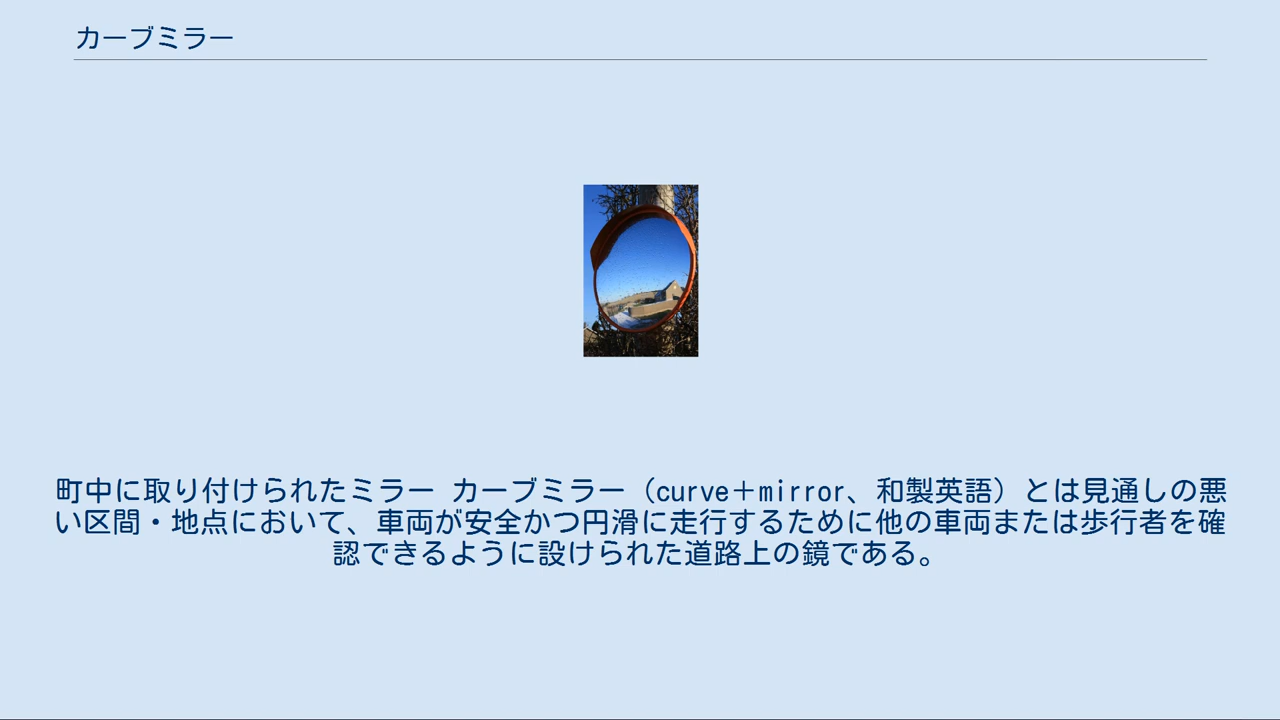 カーブミラー
町中に取り付けられたミラー カーブミラー（curve＋mirror、和製英語）とは見通しの悪
い区間・地点において、車両が安全かつ円滑に走行するために他の車両または歩行者を確
認できるように設けられた道路上の鏡である。